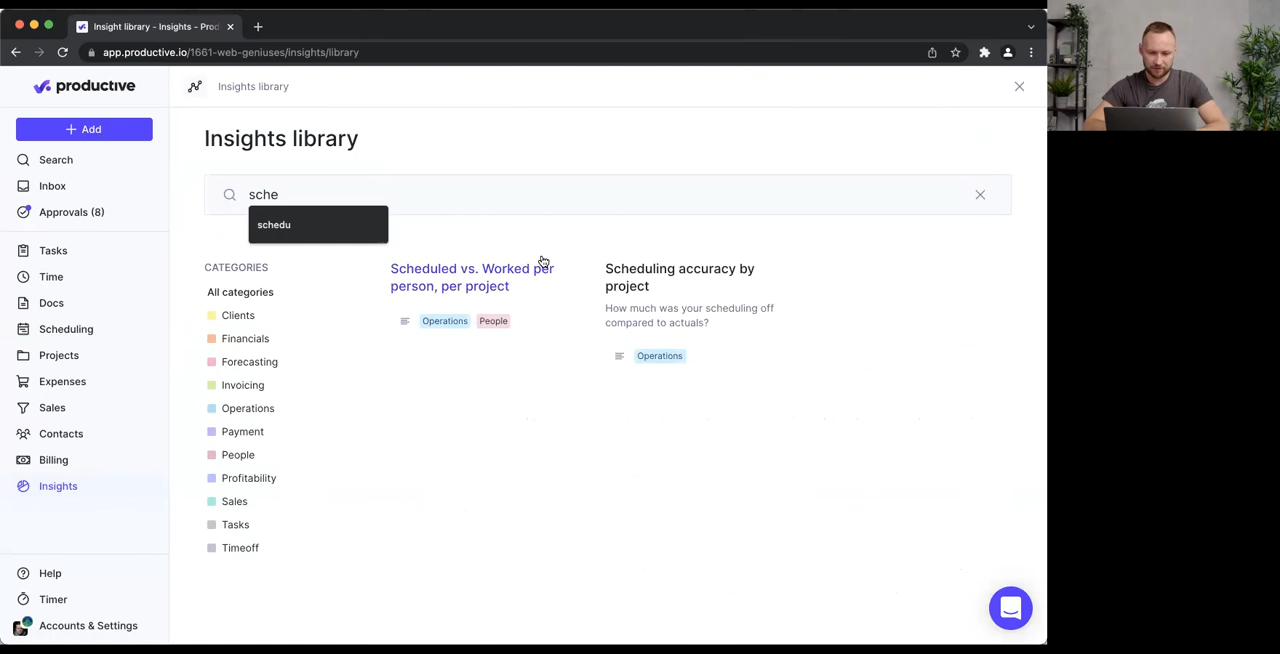 Insight library - Insights - Prod
app.productive.io/1661-web-geniuses/insights/library
productive
Insights library
+ Add
Search
Inbox
Approvals (8)
Tasks
Time
Docs
Scheduling
Projects
Expenses
Sales
Contacts
Billing
Insights
Help
Timer
Accounts & Settings
Insights library
sche
schedu
CATEGORIES
All categories
Clients
Financials
Forecasting
Invoicing
Operations
Payment
People
Profitability
Sales
Tasks
Timeoff
Scheduled vs. Worked per
person, per project
Operations People
Scheduling accuracy by
project
How much was your scheduling off
compared to actuals?
Operations